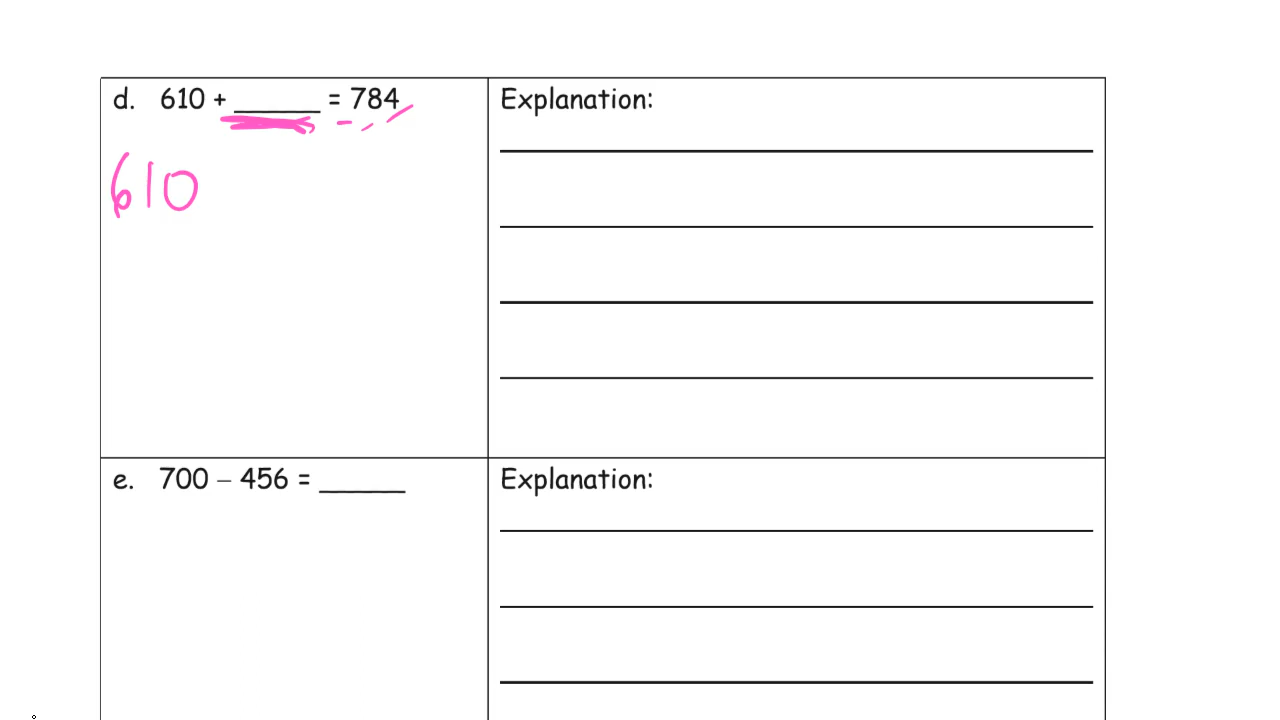 d. 610 + ______ = 784
Explanation:
610
e. 700 – 456 = ______
Explanation: